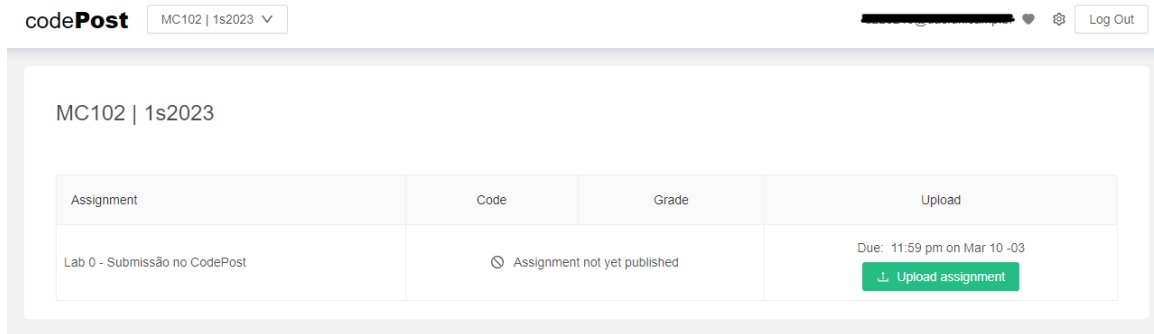 codePost
MC102 | 1s2023
Log Out
MC102 | 1s2023
Assignment
Code
Grade
Upload
Lab 0 - Submissão no CodePost
Assignment not yet published
Due: 11:59 pm on Mar 10 -03
Upload assignment